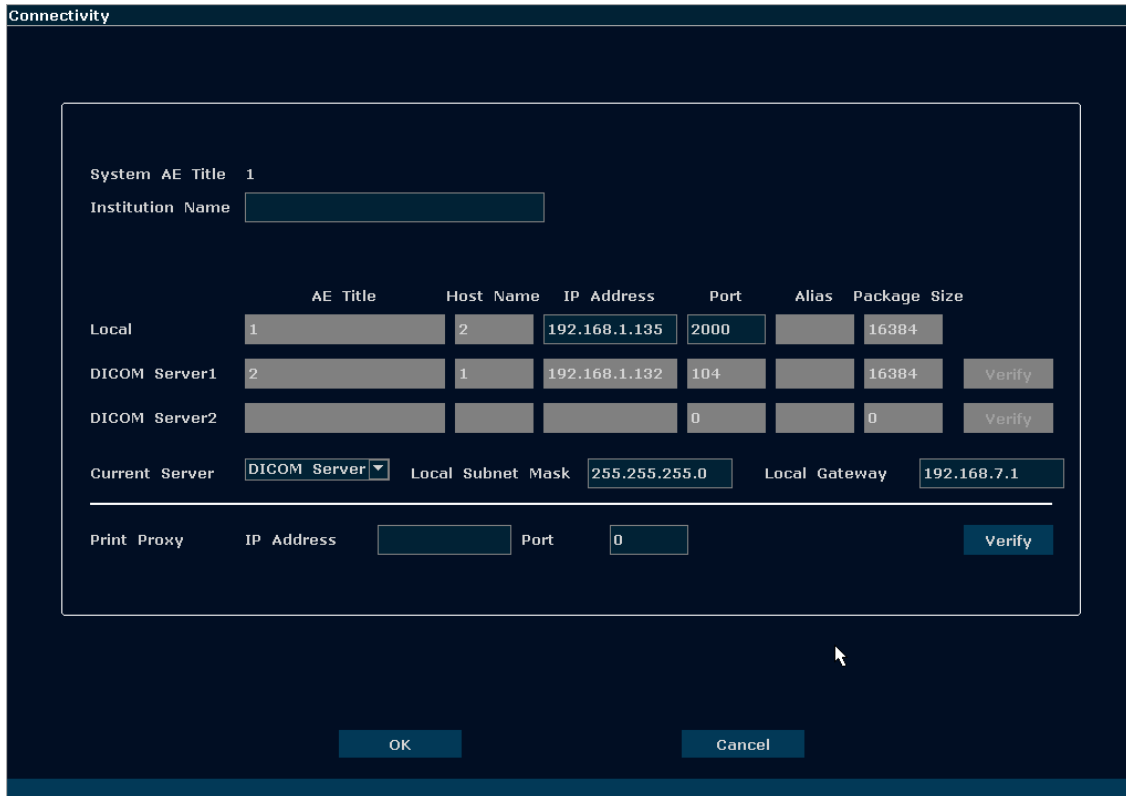 Connectivity
System AE Title 1
Institution Name
AE Title Host Name IP Address Port Alias Package Size
Local 1 2 192.168.1.135 2000 16384
DICOM Server1 2 1 192.168.1.132 104 16384 Verify
DICOM Server2 0 0 Verify
Current Server DICOM Server Local Subnet Mask 255.255.255.0 Local Gateway 192.168.7.1
Print Proxy IP Address Port 0 Verify
OK Cancel